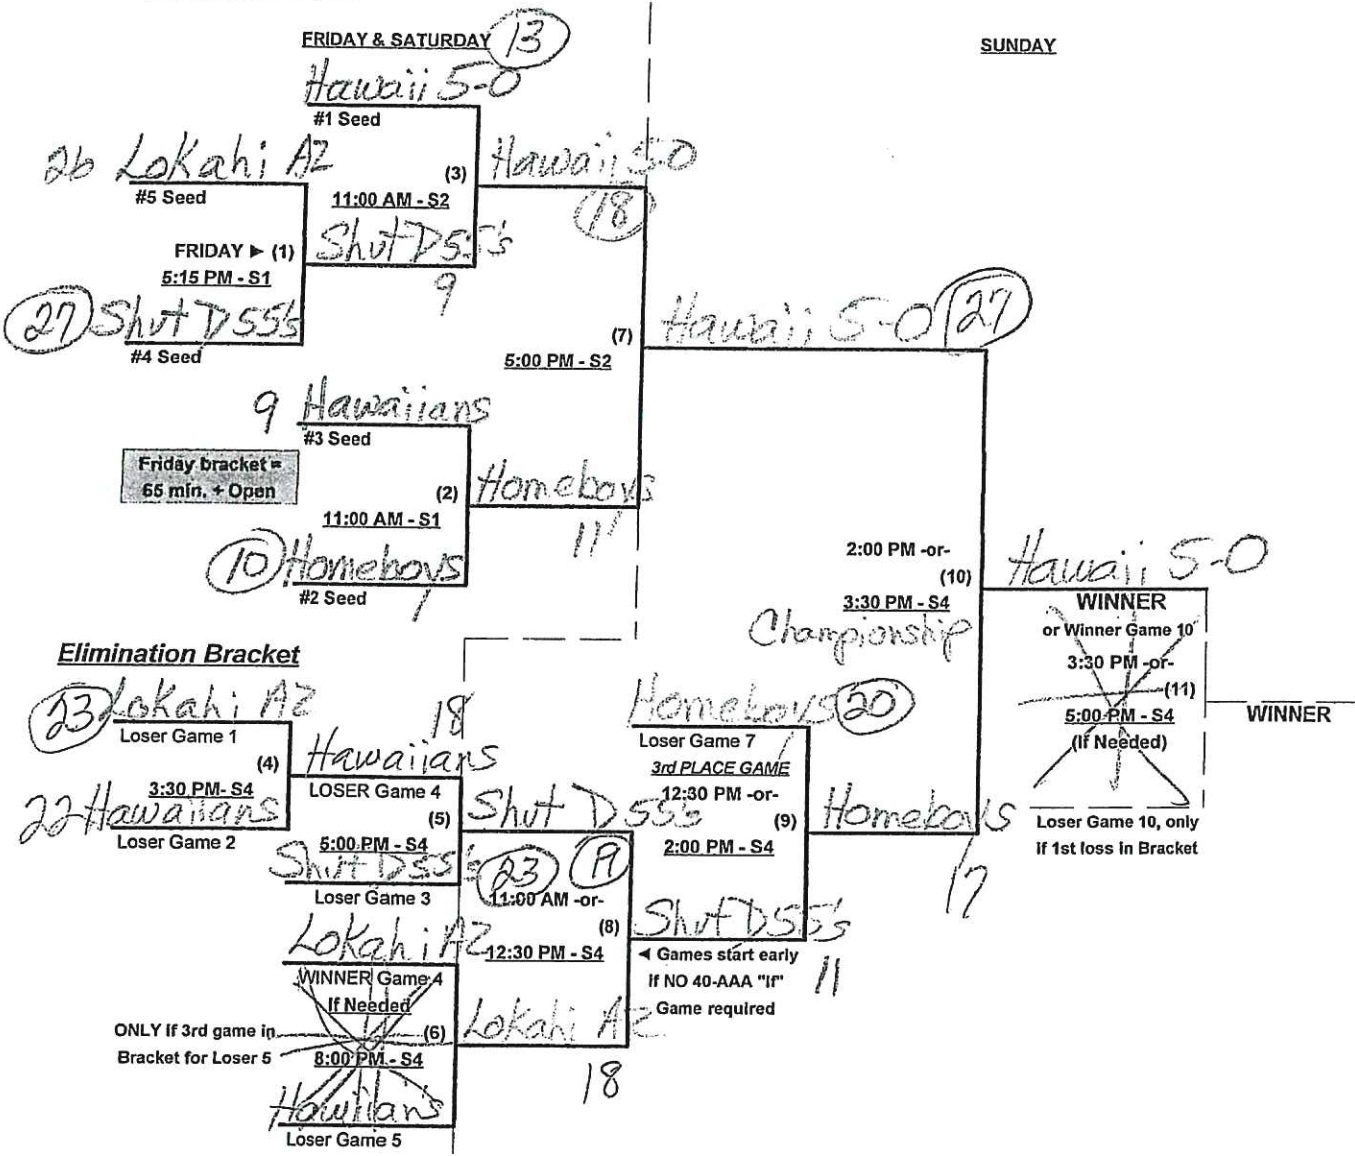 FRIDAY & SATURDAY 13
SUNDAY
Hawaii 5-0
#1 Seed
26 Lokahi AZ
#5 Seed
(3)
11:00 AM - S2
Hawaii 5-0
18
FRIDAY ► (1)
5:15 PM - S1
Shut D 55's
9
27 Shut D 55's
#4 Seed
(7)
5:00 PM - S2
Hawaii 5-0 27
9 Hawaiians
#3 Seed
Friday bracket =
65 min. + Open
(2)
11:00 AM - S1
Homeboys
11
10 Homeboys
#2 Seed
2:00 PM -or-
(10)
3:30 PM - S4
Championship
Hawaii 5-0
WINNER
or Winner Game 10
3:30 PM -or-
(11)
5:00 PM - S4
(If Needed)
WINNER
Loser Game 10, only
if 1st loss in Bracket
Elimination Bracket
23 Lokahi AZ
Loser Game 1
(4)
3:30 PM - S4
22 Hawaiians
Loser Game 2
18
Hawaiians
LOSER Game 4
(5)
5:00 PM - S4
Shut D 55's 23
Loser Game 3
Shut D 55's
19
11:00 AM -or-
(8)
12:30 PM - S4
Homeboys 20
Loser Game 7
3rd PLACE GAME
12:30 PM -or-
(9)
2:00 PM - S4
Homeboys
17
Shut D 55's
11
◄ Games start early
if NO 40-AAA "If"
Game required
Lokahi AZ
WINNER Game 4
If Needed
ONLY if 3rd game in
Bracket for Loser 5
(6)
8:00 PM - S4
Lokahi AZ
18
Hawiians
Loser Game 5